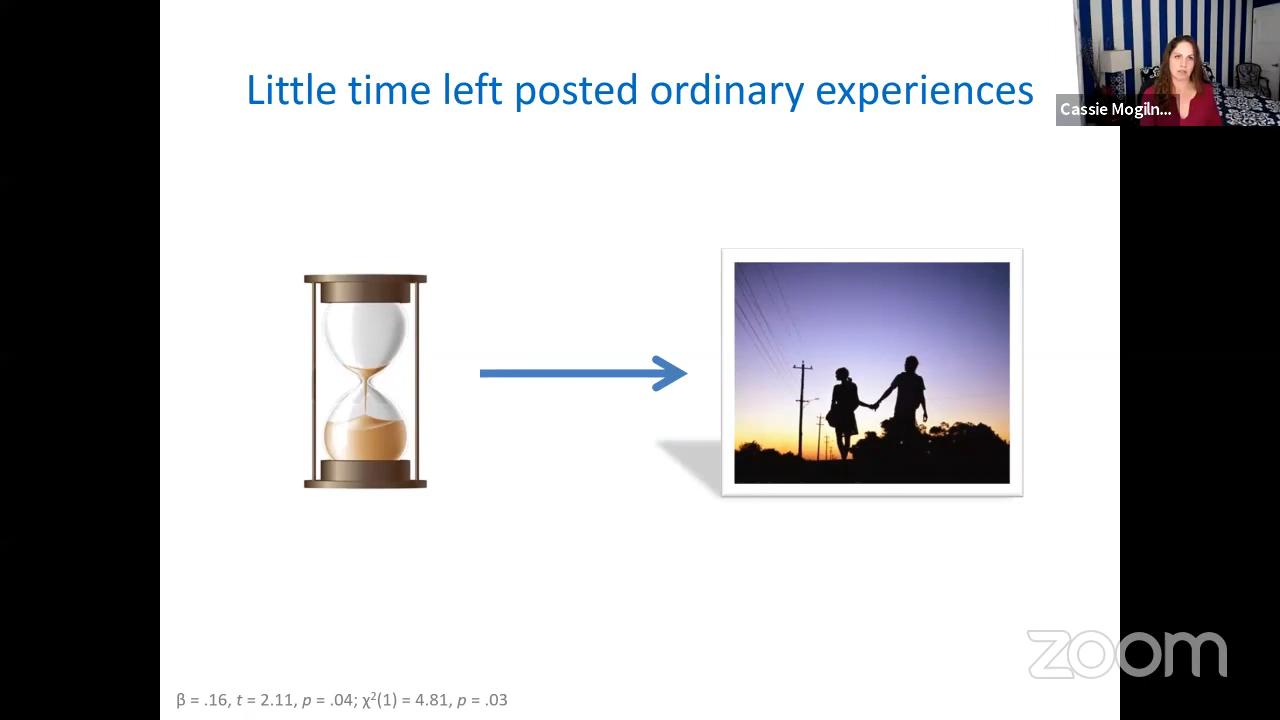 Little time left posted ordinary experiences
Cassie Mogiln...
zoom
β = .16, t = 2.11, p = .04; χ²(1) = 4.81, p = .03